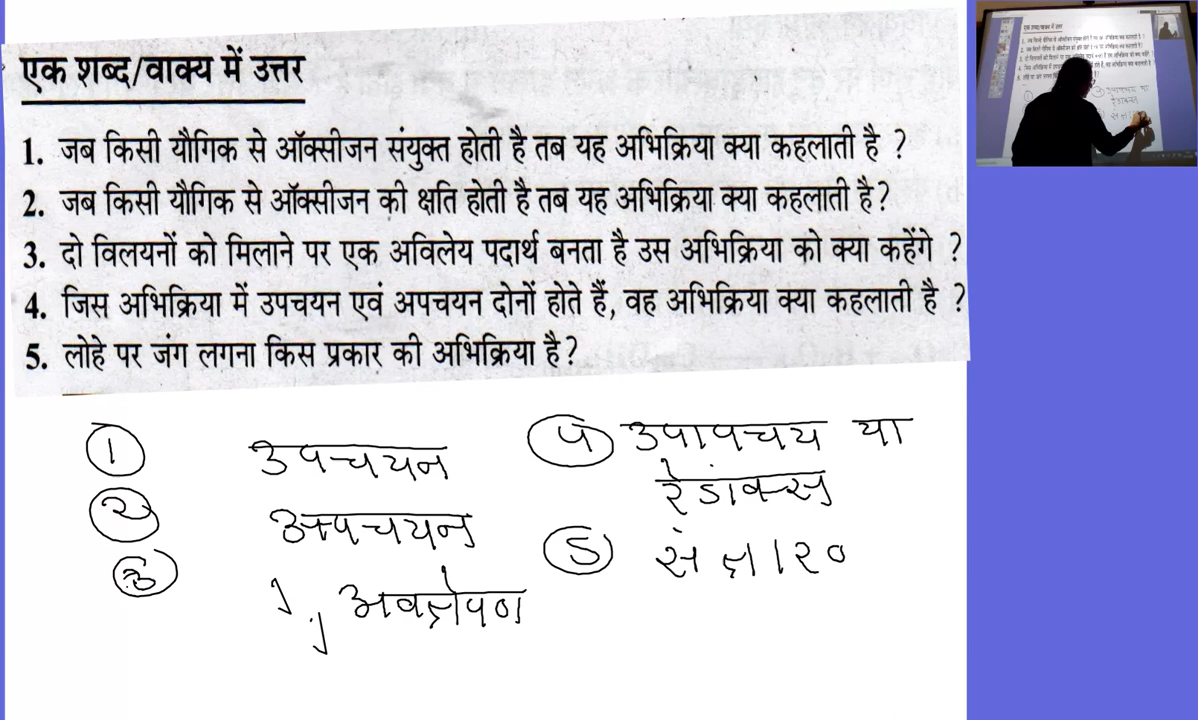 एक शब्द/वाक्य में उत्तर
1. जब किसी यौगिक से ऑक्सीजन संयुक्त होती है तब यह अभिक्रिया क्या कहलाती है ?
2. जब किसी यौगिक से ऑक्सीजन की क्षति होती है तब यह अभिक्रिया क्या कहलाती है?
3. दो विलयनों को मिलाने पर एक अविलेय पदार्थ बनता है उस अभिक्रिया को क्या कहेंगे ?
4. जिस अभिक्रिया में उपचयन एवं अपचयन दोनों होते हैं, वह अभिक्रिया क्या कहलाती है ?
5. लोहे पर जंग लगना किस प्रकार की अभिक्रिया है?
1 उपचयन
2 अपचयन
3 अवक्षेपण
4 उपापचय या
रेडॉक्स
5 संक्षारण